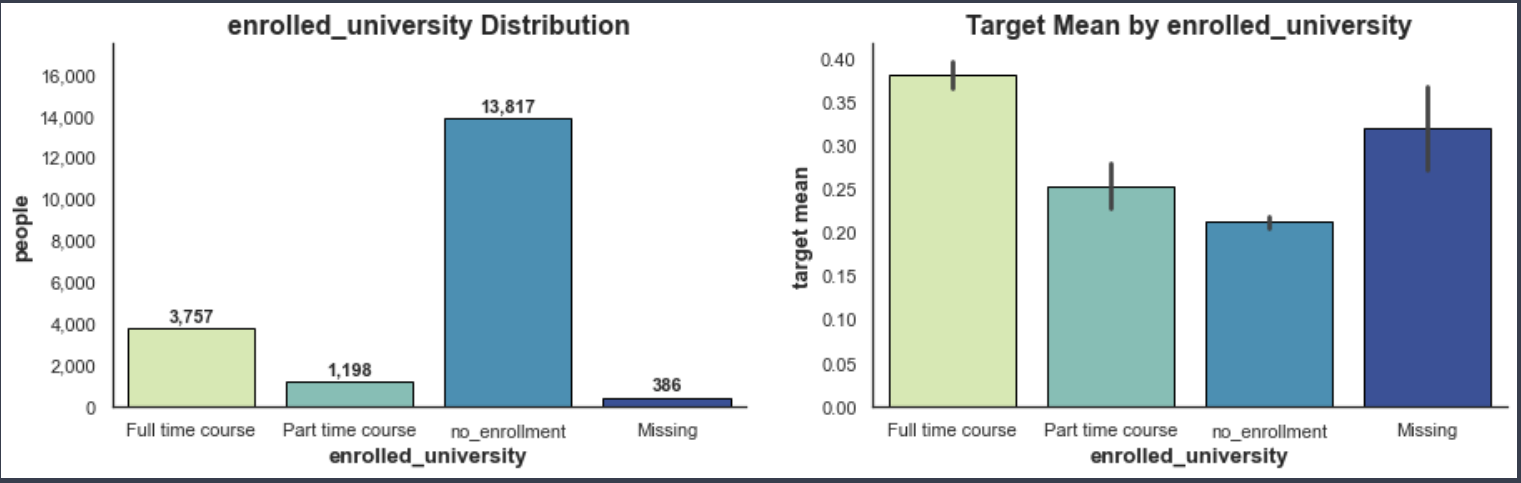 enrolled_university Distribution
people
16,000
14,000
12,000
10,000
8,000
6,000
4,000
2,000
0
3,757
1,198
13,817
386
Full time course
Part time course
no_enrollment
Missing
enrolled_university
Target Mean by enrolled_university
target mean
0.40
0.35
0.30
0.25
0.20
0.15
0.10
0.05
0.00
Full time course
Part time course
no_enrollment
Missing
enrolled_university